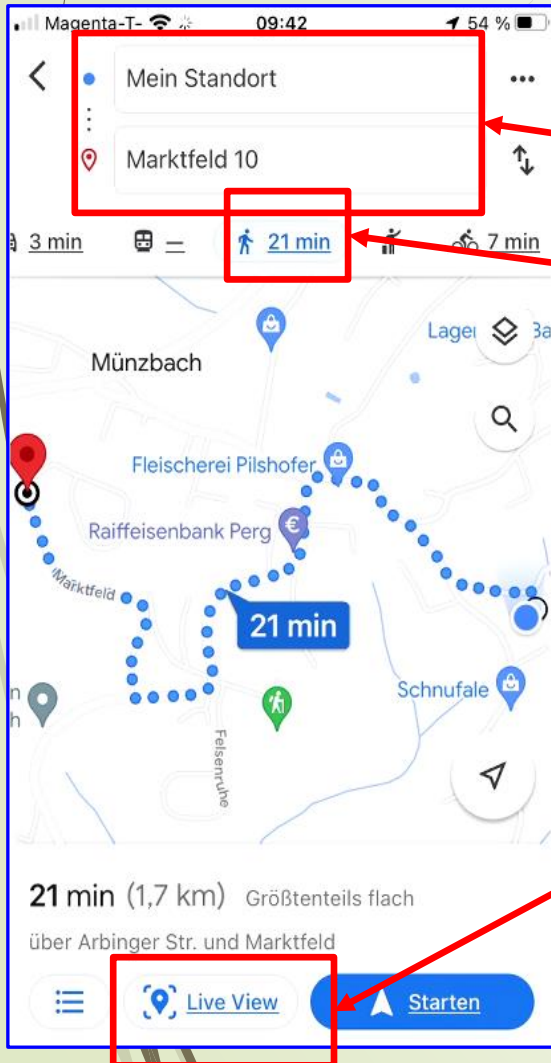 Magenta-T- 09:42 54 %
Mein Standort
Marktfeld 10
3 min — 21 min 7 min
Münzbach
Fleischerei Pilshofer
Raiffeisenbank Perg
Marktfeld
21 min
Schnufale
Felsenruhe
21 min (1,7 km) Größtenteils flach
über Arbinger Str. und Marktfeld
Live View
Starten